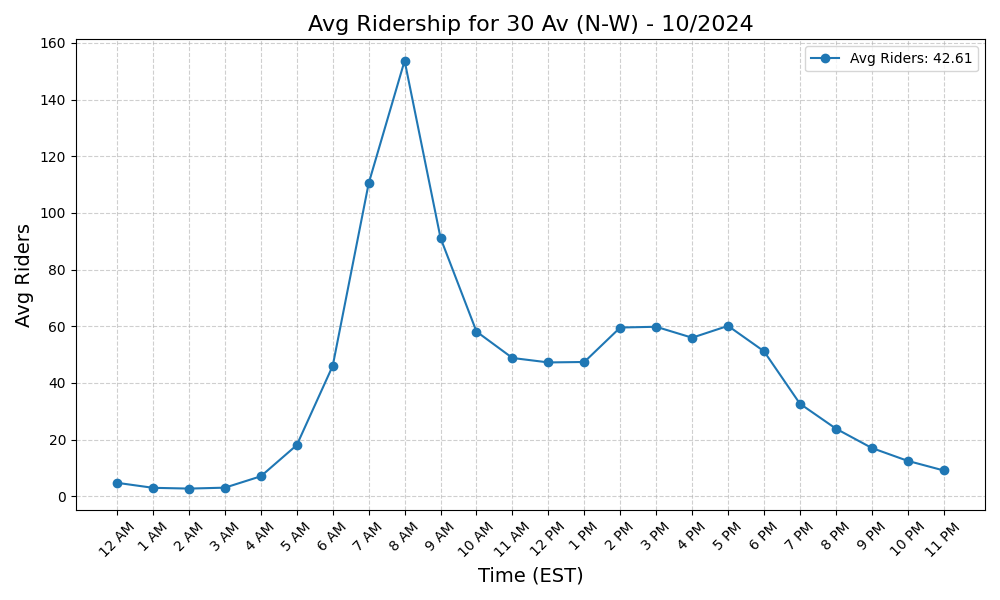 Avg Ridership for 30 Av (N-W) - 10/2024
Avg Riders: 42.61
Avg Riders
160
140
120
100
80
60
40
20
0
12 AM
1 AM
2 AM
3 AM
4 AM
5 AM
6 AM
7 AM
8 AM
9 AM
10 AM
11 AM
12 PM
1 PM
2 PM
3 PM
4 PM
5 PM
6 PM
7 PM
8 PM
9 PM
10 PM
11 PM
Time (EST)